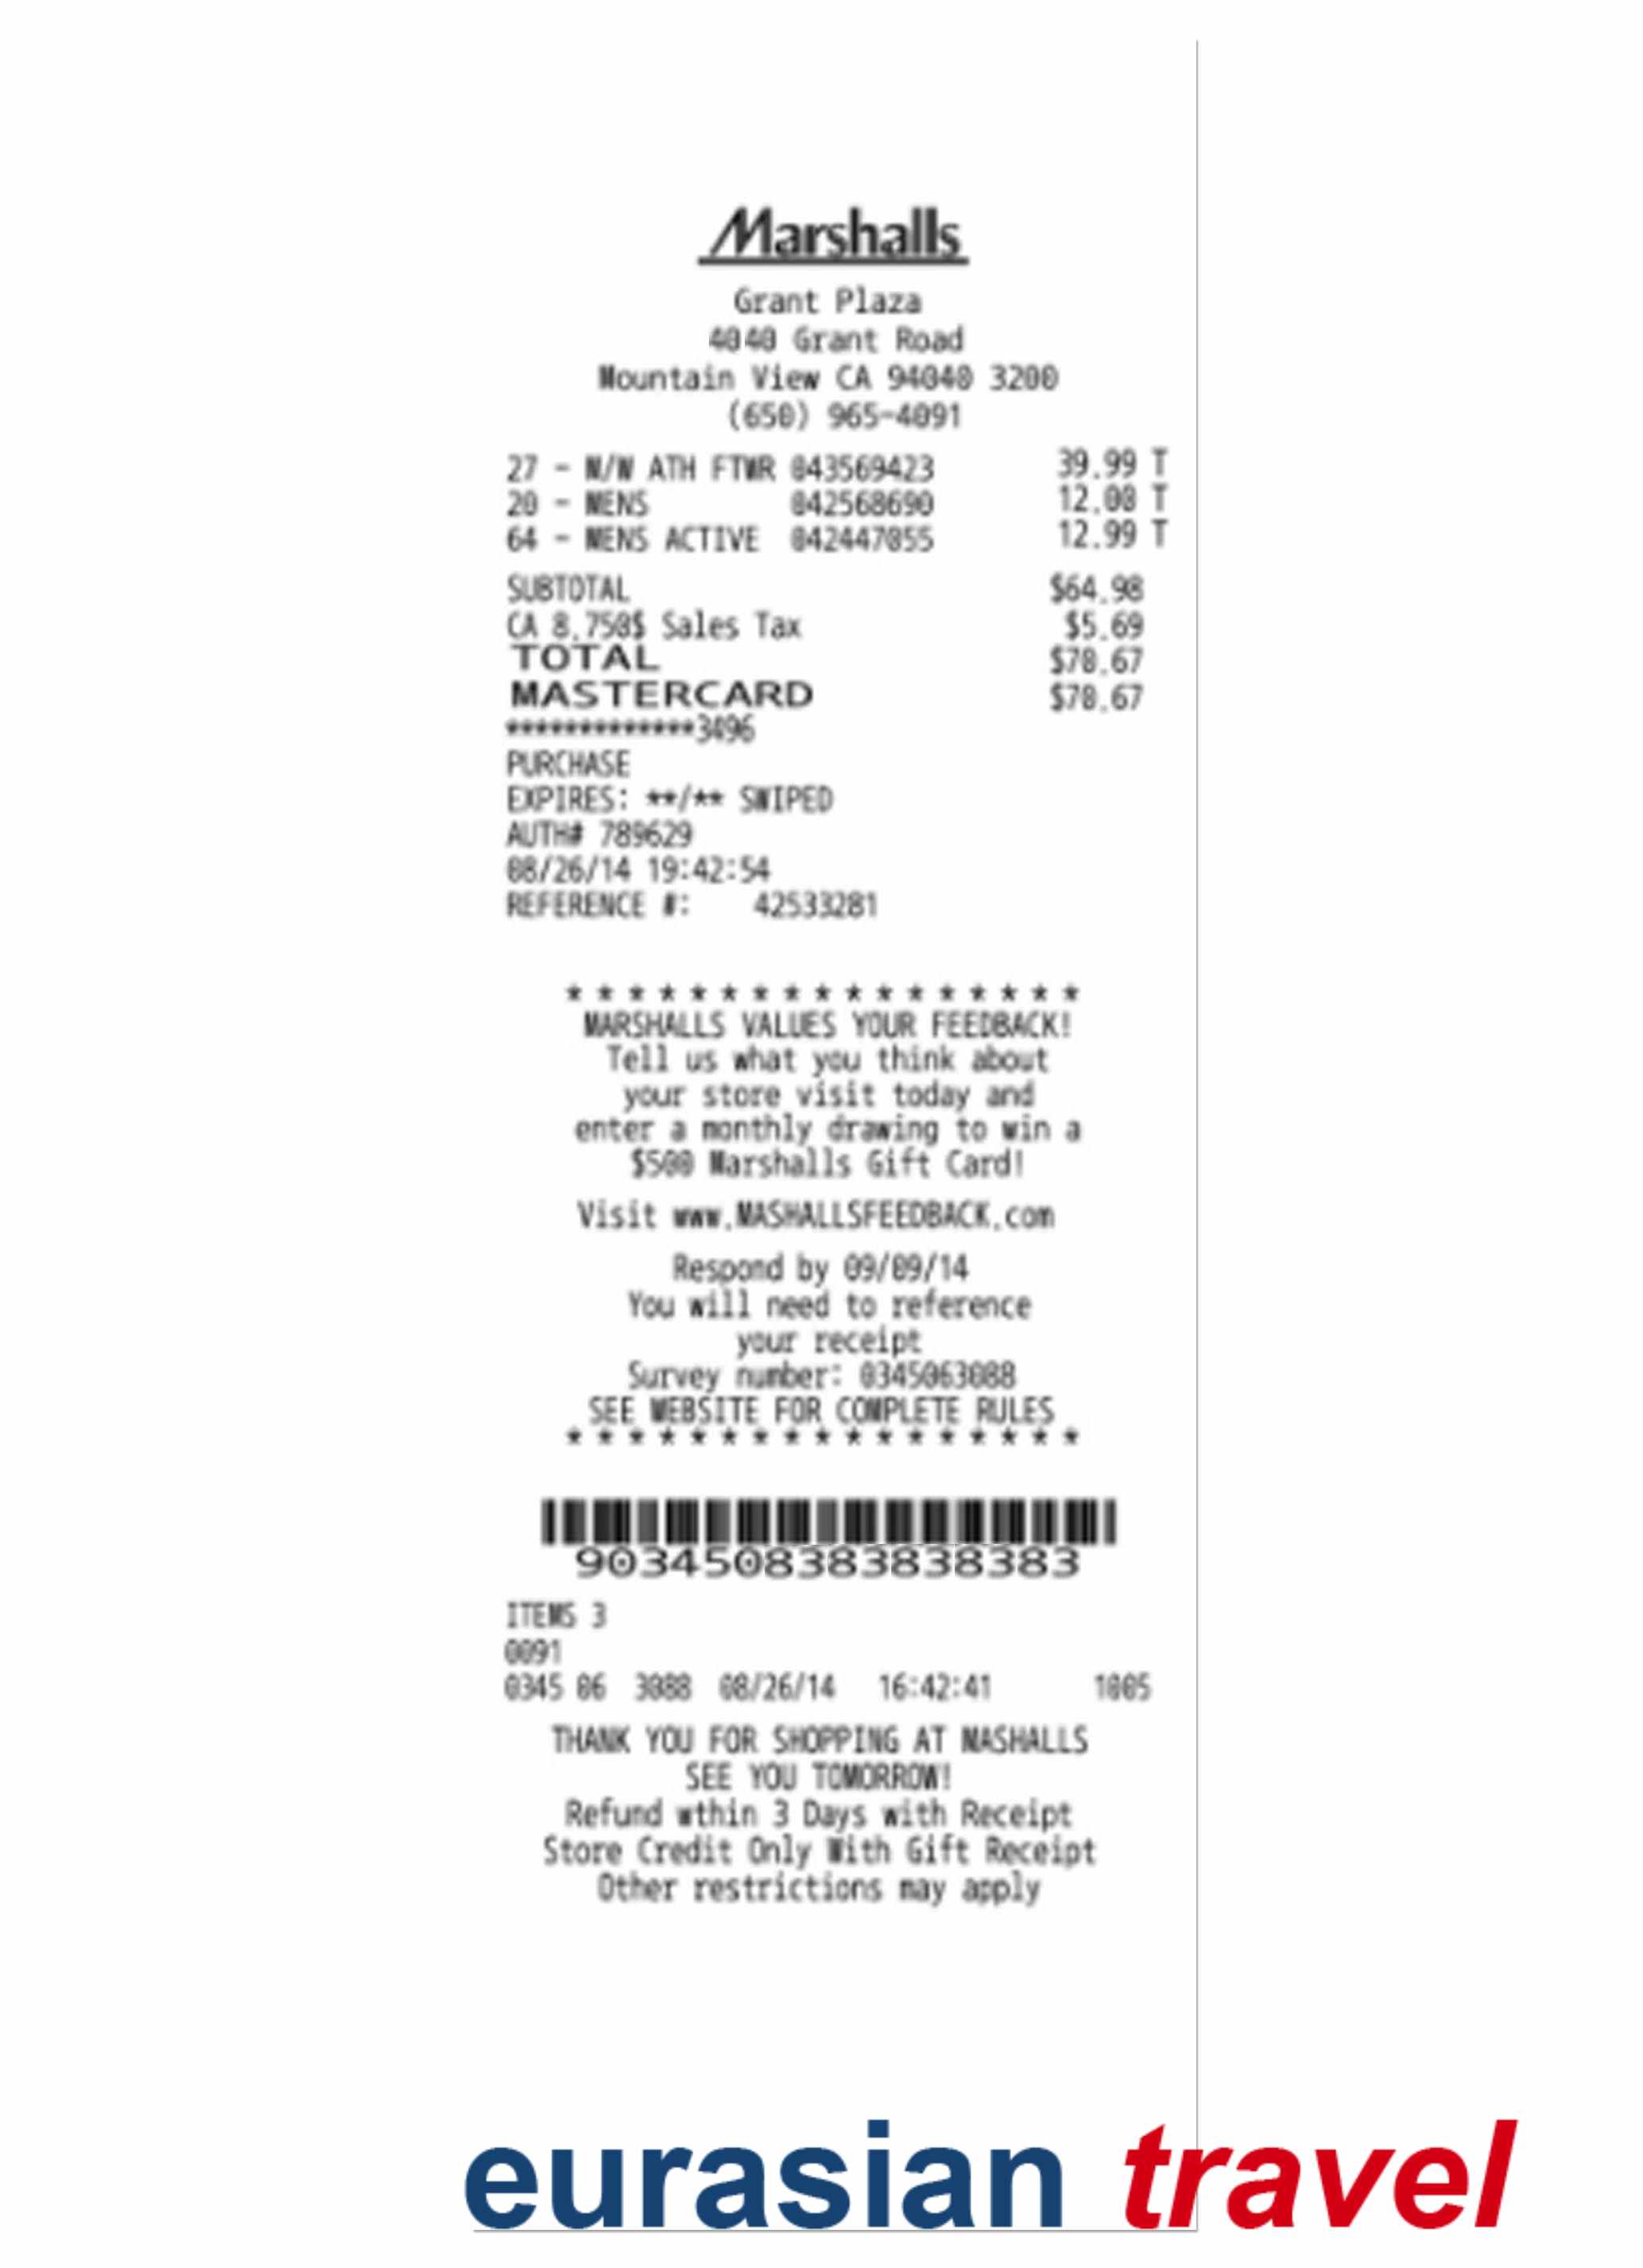 Marshalls
Grant Plaza
4040 Grant Road
Mountain View CA 94040 3200
(650) 965-4091
27 - M/W ATH FTWR 043569423 39.99 T
20 - MENS 042568690 12.00 T
64 - MENS ACTIVE 042447055 12.99 T
SUBTOTAL $64.98
CA 8.750$ Sales Tax $5.69
TOTAL $70.67
MASTERCARD $70.67
*************3496
PURCHASE
EXPIRES: **/** SWIPED
AUTH# 789629
08/26/14 19:42:54
REFERENCE #: 42533281
* * * * * * * * * * * * * * * * *
MARSHALLS VALUES YOUR FEEDBACK!
Tell us what you think about
your store visit today and
enter a monthly drawing to win a
$500 Marshalls Gift Card!
Visit www.MASHALLSFEEDBACK.com
Respond by 09/09/14
You will need to reference
your receipt
Survey number: 0345063088
SEE WEBSITE FOR COMPLETE RULES
* * * * * * * * * * * * * * * * *
9034508383838383
ITEMS 3
0091
0345 06 3088 08/26/14 16:42:41 1005
THANK YOU FOR SHOPPING AT MASHALLS
SEE YOU TOMORROW!
Refund wthin 3 Days with Receipt
Store Credit Only With Gift Receipt
Other restrictions may apply
eurasian travel